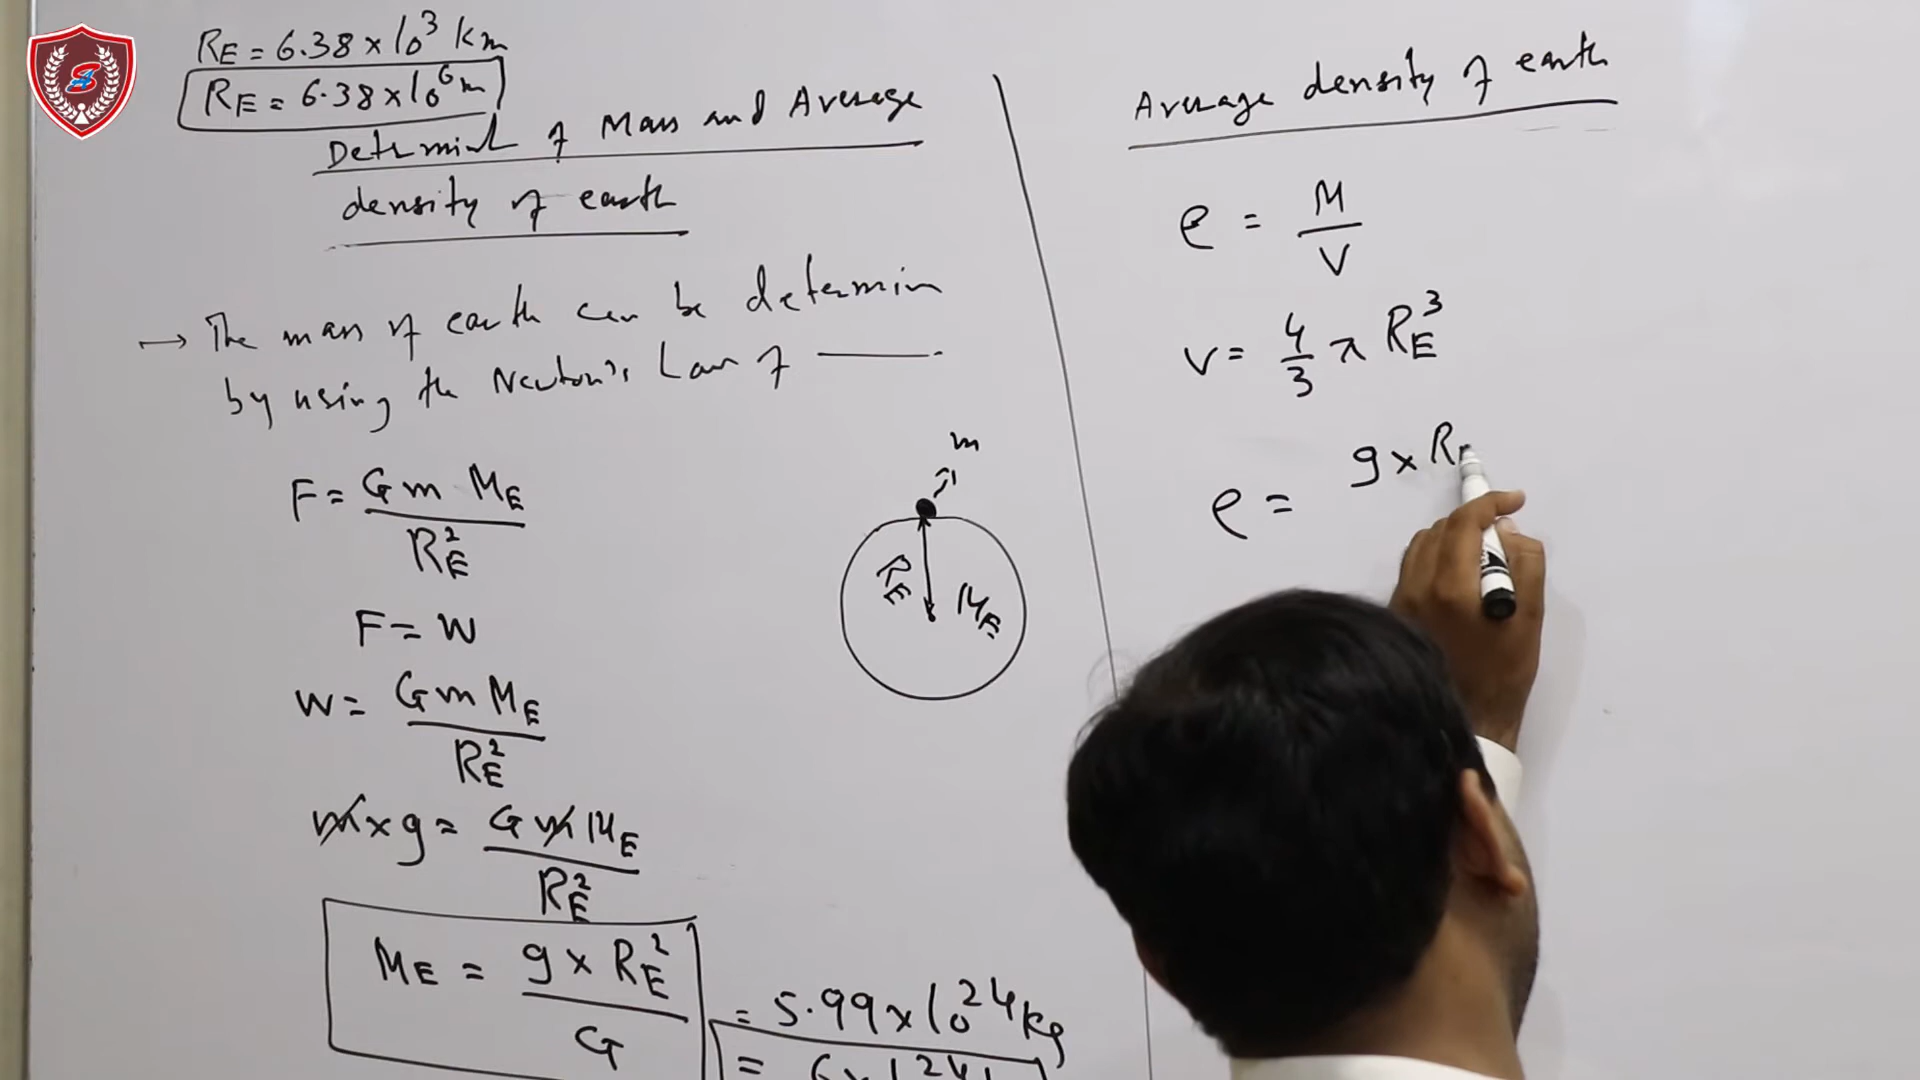 RE = 6.38 × 10³ km
RE = 6.38 × 10⁶ m
Determint of Mass and Average
density of earth
→ The mass of earth can be determin
by using the Newton's Law of ———
F = G m ME / RE²
F = W
W = G m ME / RE²
m × g = G m ME / RE²
ME = g × RE² / G
= 5.99 × 10²⁴ kg
m
RE
ME
Average density of earth
ρ = M / V
V = 4/3 π RE³
ρ = g × R